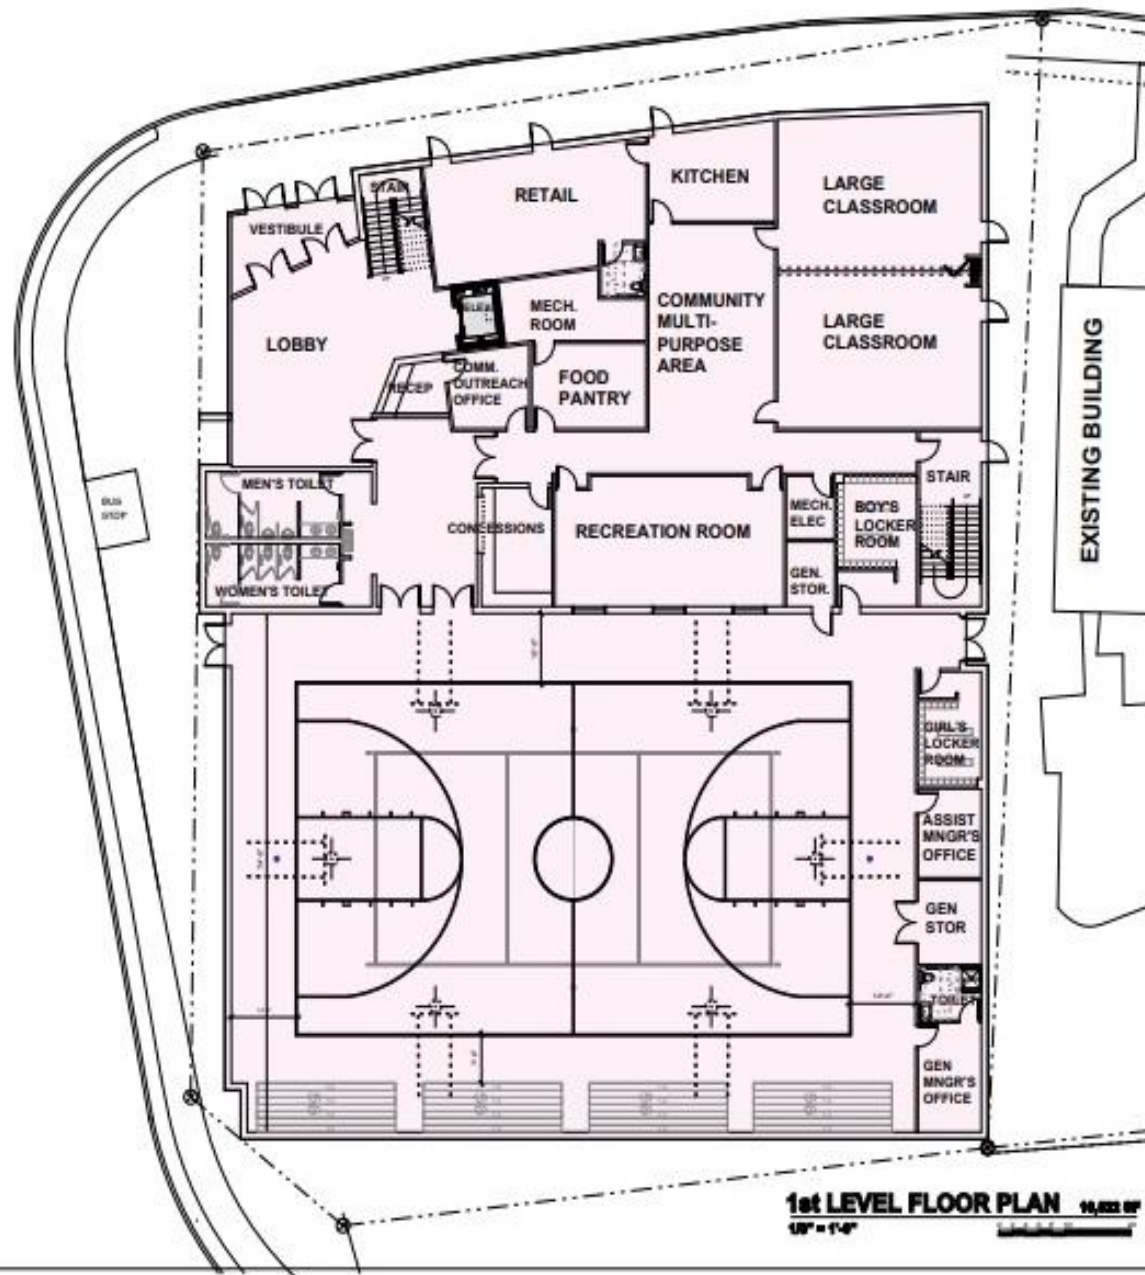 STAIR
RETAIL
KITCHEN
LARGE
CLASSROOM
VESTIBULE
LOBBY
ELEV.
MECH.
ROOM
COMMUNITY
MULTI-
PURPOSE
AREA
LARGE
CLASSROOM
RECEP
COMM.
OUTREACH
OFFICE
FOOD
PANTRY
EXISTING BUILDING
BUS
STOP
MEN'S TOILET
WOMEN'S TOILET
CONCESSIONS
RECREATION ROOM
MECH.
ELEC
BOY'S
LOCKER
ROOM
STAIR
GEN.
STOR.
GIRL'S
LOCKER
ROOM
ASSIST
MNGR'S
OFFICE
GEN
STOR
TOILET
GEN
MNGR'S
OFFICE
1st LEVEL FLOOR PLAN